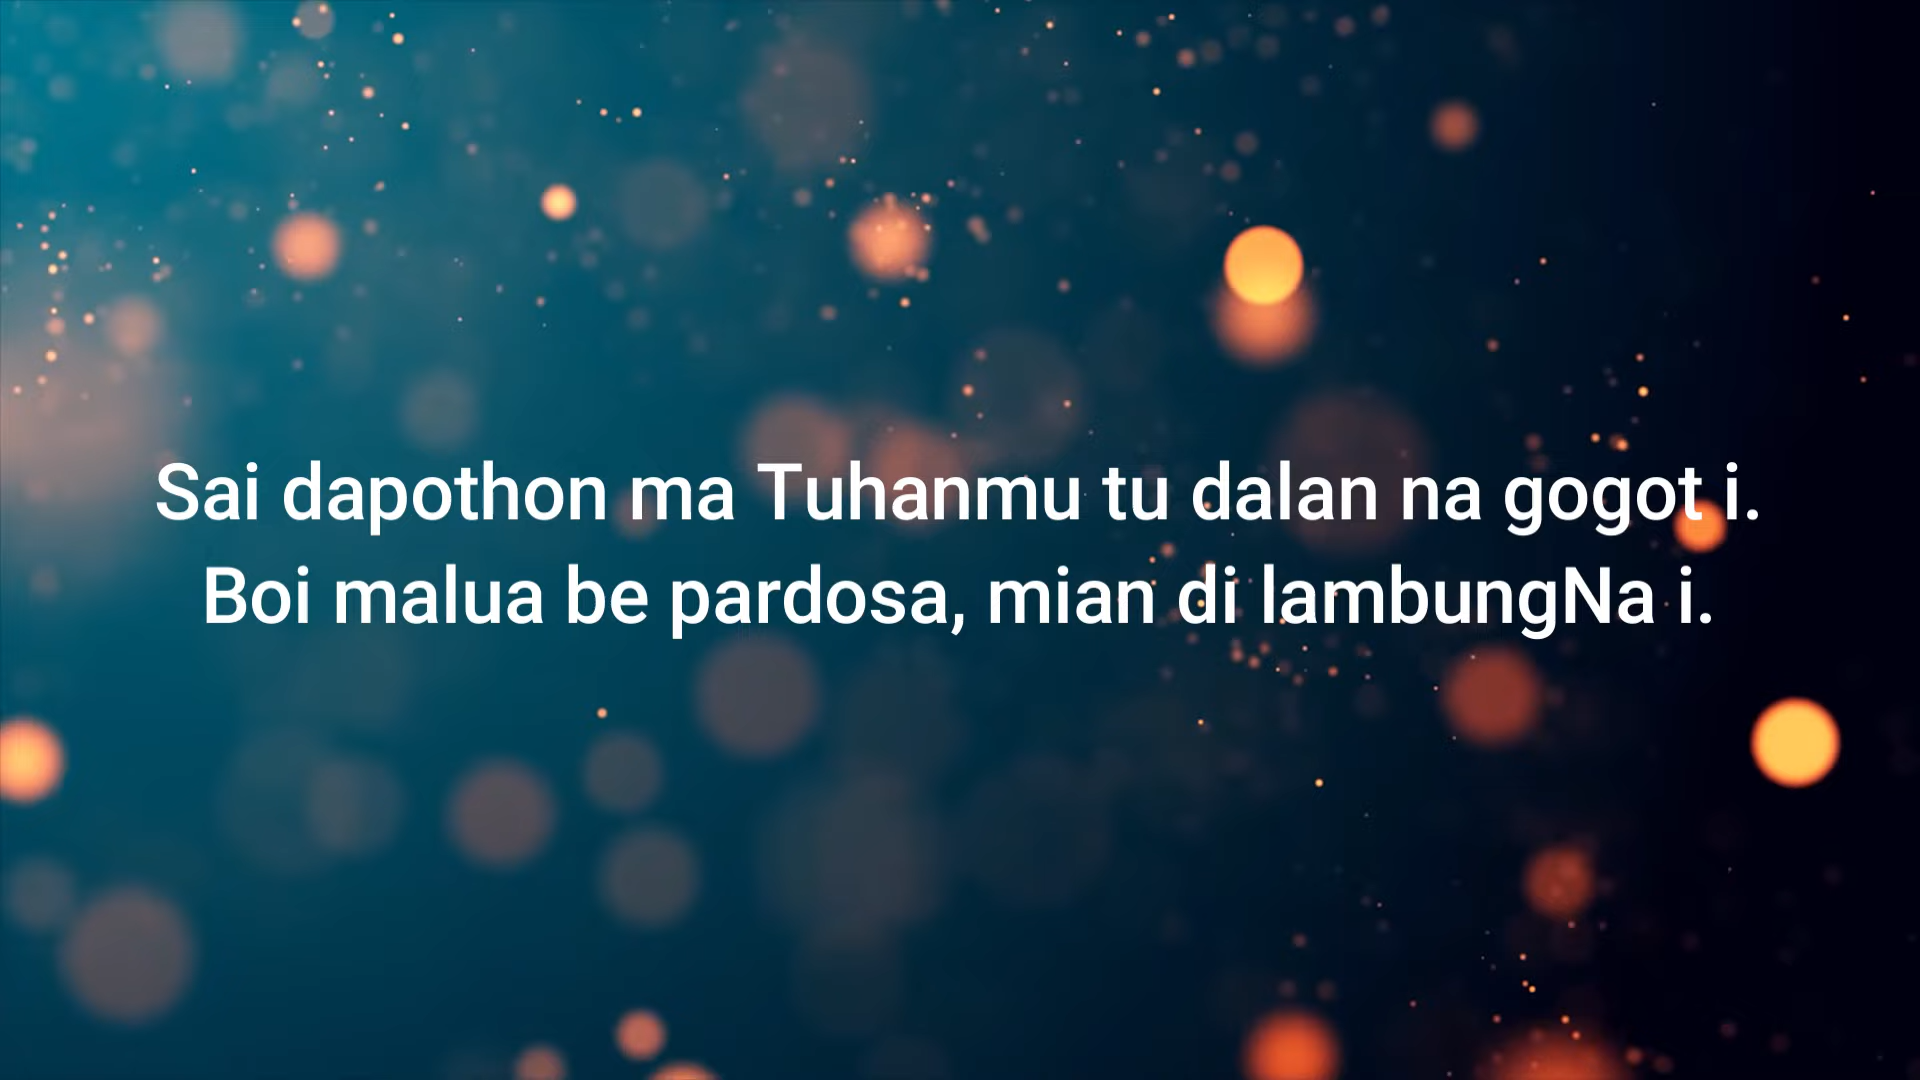 Sai dapothon ma Tuhanmu tu dalan na gogot i.
Boi malua be pardosa, mian di lambungNa i.